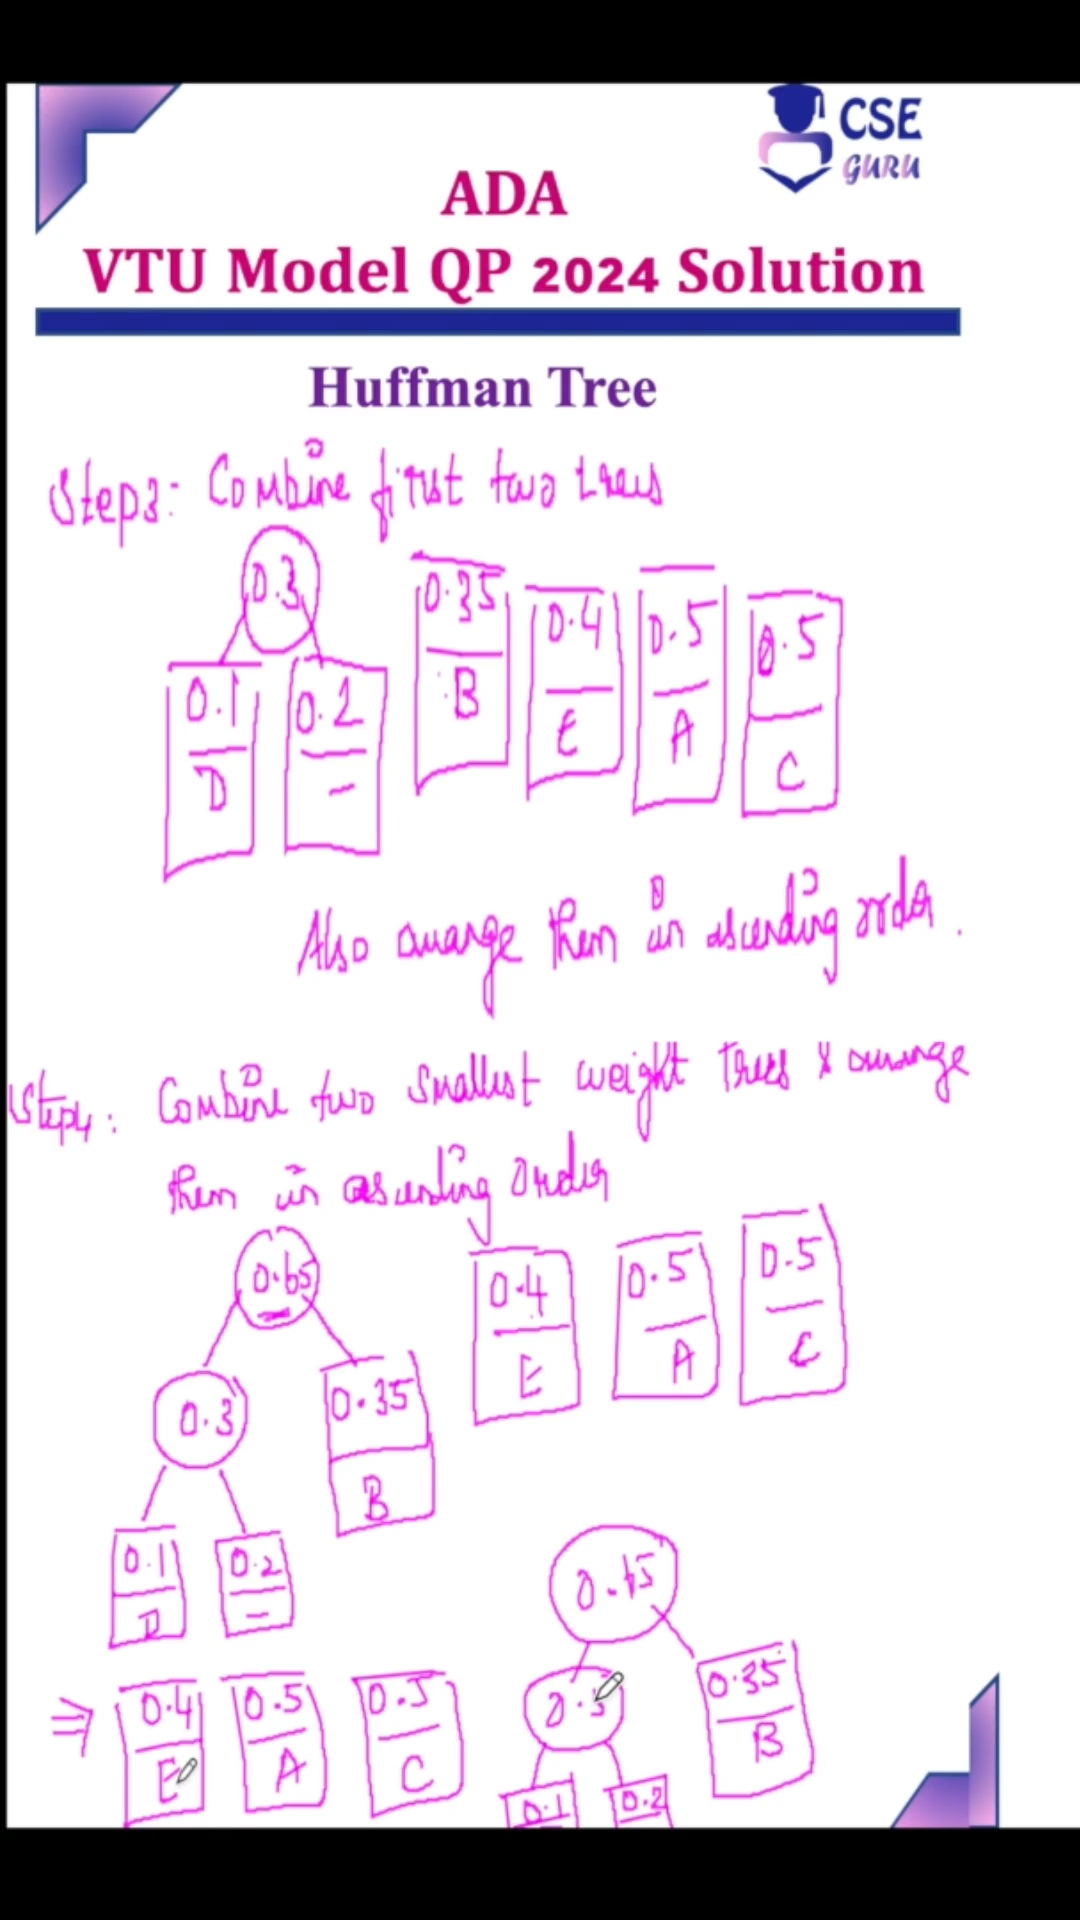 CSE
GURU
ADA
VTU Model QP 2024 Solution
Huffman Tree
Step3: Combine first two trees
0.3
0.35 0.4 0.5 0.5
B E A C
0.1 0.2
D –
Also arrange them in ascending order.
Step4: Combine two smallest weight trees & arrange
them in ascending order
0.65
0.4 0.5 0.5
E A C
0.3 0.35
B
0.1 0.2
D –
0.65
⇒ 0.4 0.5 0.5 0.3 0.35
E A C B
0.1 0.2